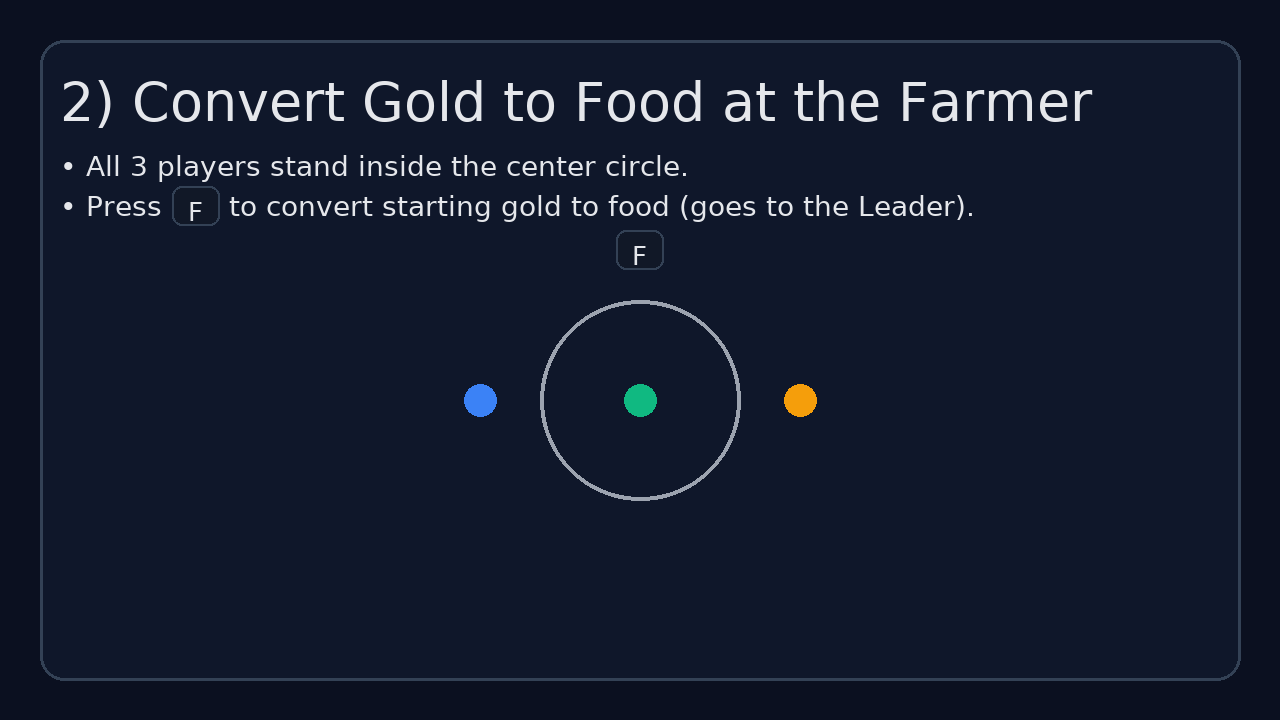 2) Convert Gold to Food at the Farmer
• All 3 players stand inside the center circle.
• Press F to convert starting gold to food (goes to the Leader).
F